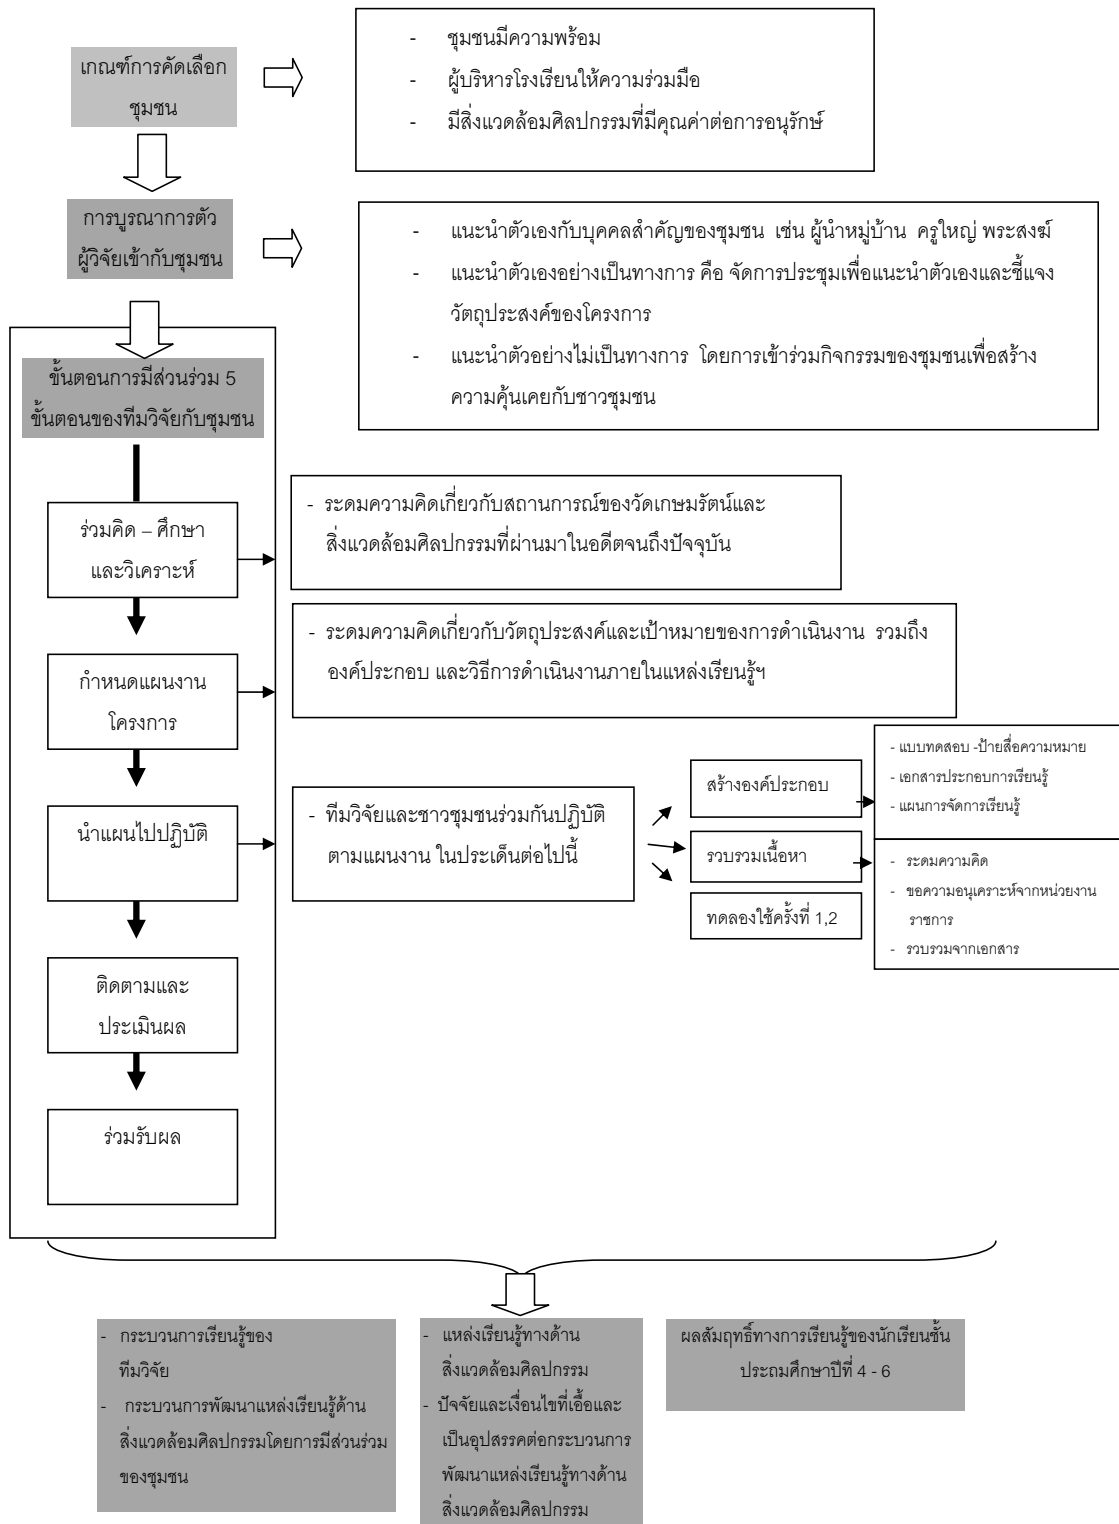 เกณฑ์การคัดเลือก
ชุมชน
- ชุมชนมีความพร้อม
- ผู้บริหารโรงเรียนให้ความร่วมมือ
- มีสิ่งแวดล้อมศิลปกรรมที่มีคุณค่าต่อการอนุรักษ์
การบูรณาการตัว
ผู้วิจัยเข้ากับชุมชน
- แนะนำตัวเองกับบุคคลสำคัญของชุมชน เช่น ผู้นำหมู่บ้าน ครูใหญ่ พระสงฆ์
- แนะนำตัวเองอย่างเป็นทางการ คือ จัดการประชุมเพื่อแนะนำตัวเองและชี้แจง
วัตถุประสงค์ของโครงการ
- แนะนำตัวอย่างไม่เป็นทางการ โดยการเข้าร่วมกิจกรรมของชุมชนเพื่อสร้าง
ความคุ้นเคยกับชาวชุมชน
ขั้นตอนการมีส่วนร่วม 5
ขั้นตอนของทีมวิจัยกับชุมชน
ร่วมคิด – ศึกษา
และวิเคราะห์
- ระดมความคิดเกี่ยวกับสถานการณ์ของวัดเกษมรัตน์และ
สิ่งแวดล้อมศิลปกรรมที่ผ่านมาในอดีตจนถึงปัจจุบัน
กำหนดแผนงาน
โครงการ
- ระดมความคิดเกี่ยวกับวัตถุประสงค์และเป้าหมายของการดำเนินงาน รวมถึง
องค์ประกอบ และวิธีการดำเนินงานภายในแหล่งเรียนรู้ฯ
นำแผนไปปฏิบัติ
- ทีมวิจัยและชาวชุมชนร่วมกันปฏิบัติ
ตามแผนงาน ในประเด็นต่อไปนี้
สร้างองค์ประกอบ
- แบบทดสอบ -ป้ายสื่อความหมาย
- เอกสารประกอบการเรียนรู้
- แผนการจัดการเรียนรู้
รวบรวมเนื้อหา
- ระดมความคิด
- ขอความอนุเคราะห์จากหน่วยงาน
ราชการ
- รวบรวมจากเอกสาร
ทดลองใช้ครั้งที่ 1,2
ติดตามและ
ประเมินผล
ร่วมรับผล
- กระบวนการเรียนรู้ของ
ทีมวิจัย
- กระบวนการพัฒนาแหล่งเรียนรู้ด้าน
สิ่งแวดล้อมศิลปกรรมโดยการมีส่วนร่วม
ของชุมชน
- แหล่งเรียนรู้ทางด้าน
สิ่งแวดล้อมศิลปกรรม
- ปัจจัยและเงื่อนไขที่เอื้อและ
เป็นอุปสรรคต่อกระบวนการ
พัฒนาแหล่งเรียนรู้ทางด้าน
สิ่งแวดล้อมศิลปกรรม
ผลสัมฤทธิ์ทางการเรียนรู้ของนักเรียนชั้น
ประถมศึกษาปีที่ 4 - 6